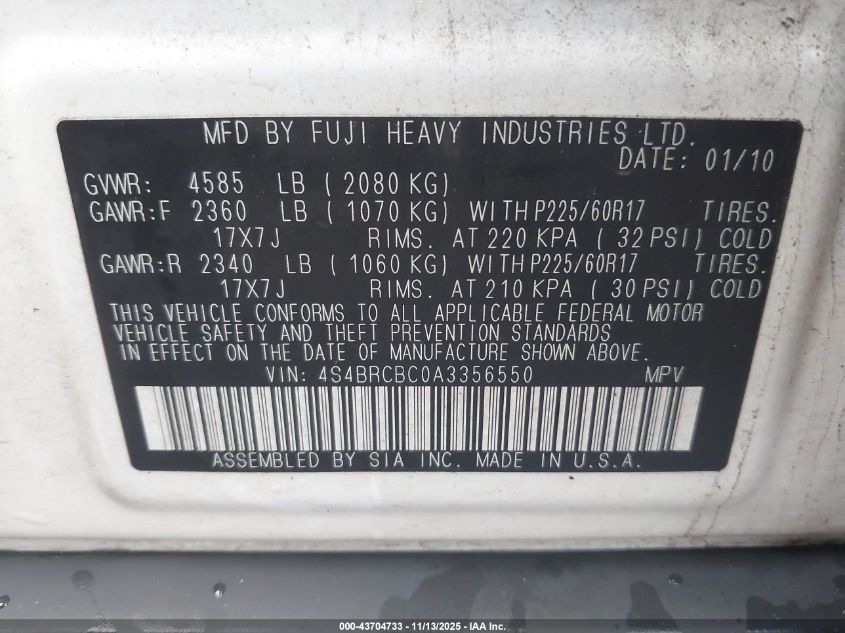 MFD BY FUJI HEAVY INDUSTRIES LTD.
DATE: 01/10
GVWR: 4585 LB ( 2080 KG)
GAWR:F 2360 LB ( 1070 KG) WITH P225/60R17 TIRES.
17X7J RIMS. AT 220 KPA ( 32 PSI) COLD
GAWR:R 2340 LB ( 1060 KG) WITH P225/60R17 TIRES.
17X7J RIMS. AT 210 KPA ( 30 PSI) COLD
THIS VEHICLE CONFORMS TO ALL APPLICABLE FEDERAL MOTOR
VEHICLE SAFETY AND THEFT PREVENTION STANDARDS
IN EFFECT ON THE DATE OF MANUFACTURE SHOWN ABOVE.
VIN: 4S4BRCBC0A3356550 MPV
ASSEMBLED BY SIA INC. MADE IN U.S.A.
000-43704733 - 11/13/2025 - IAA Inc.